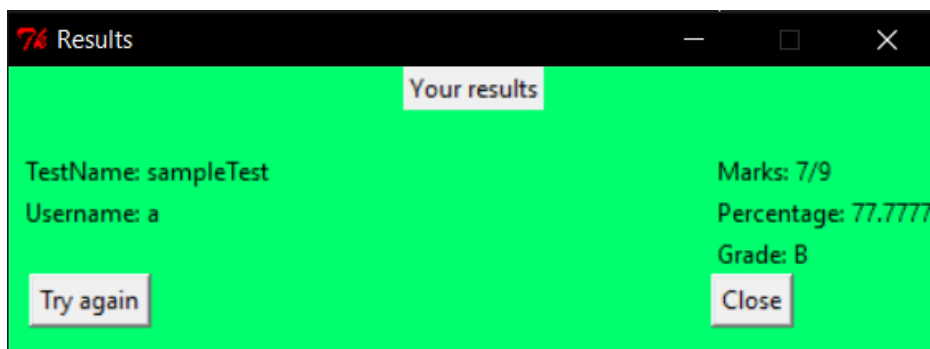 Results
Your results
TestName: sampleTest
Marks: 7/9
Username: a
Percentage: 77.7777
Grade: B
Try again
Close